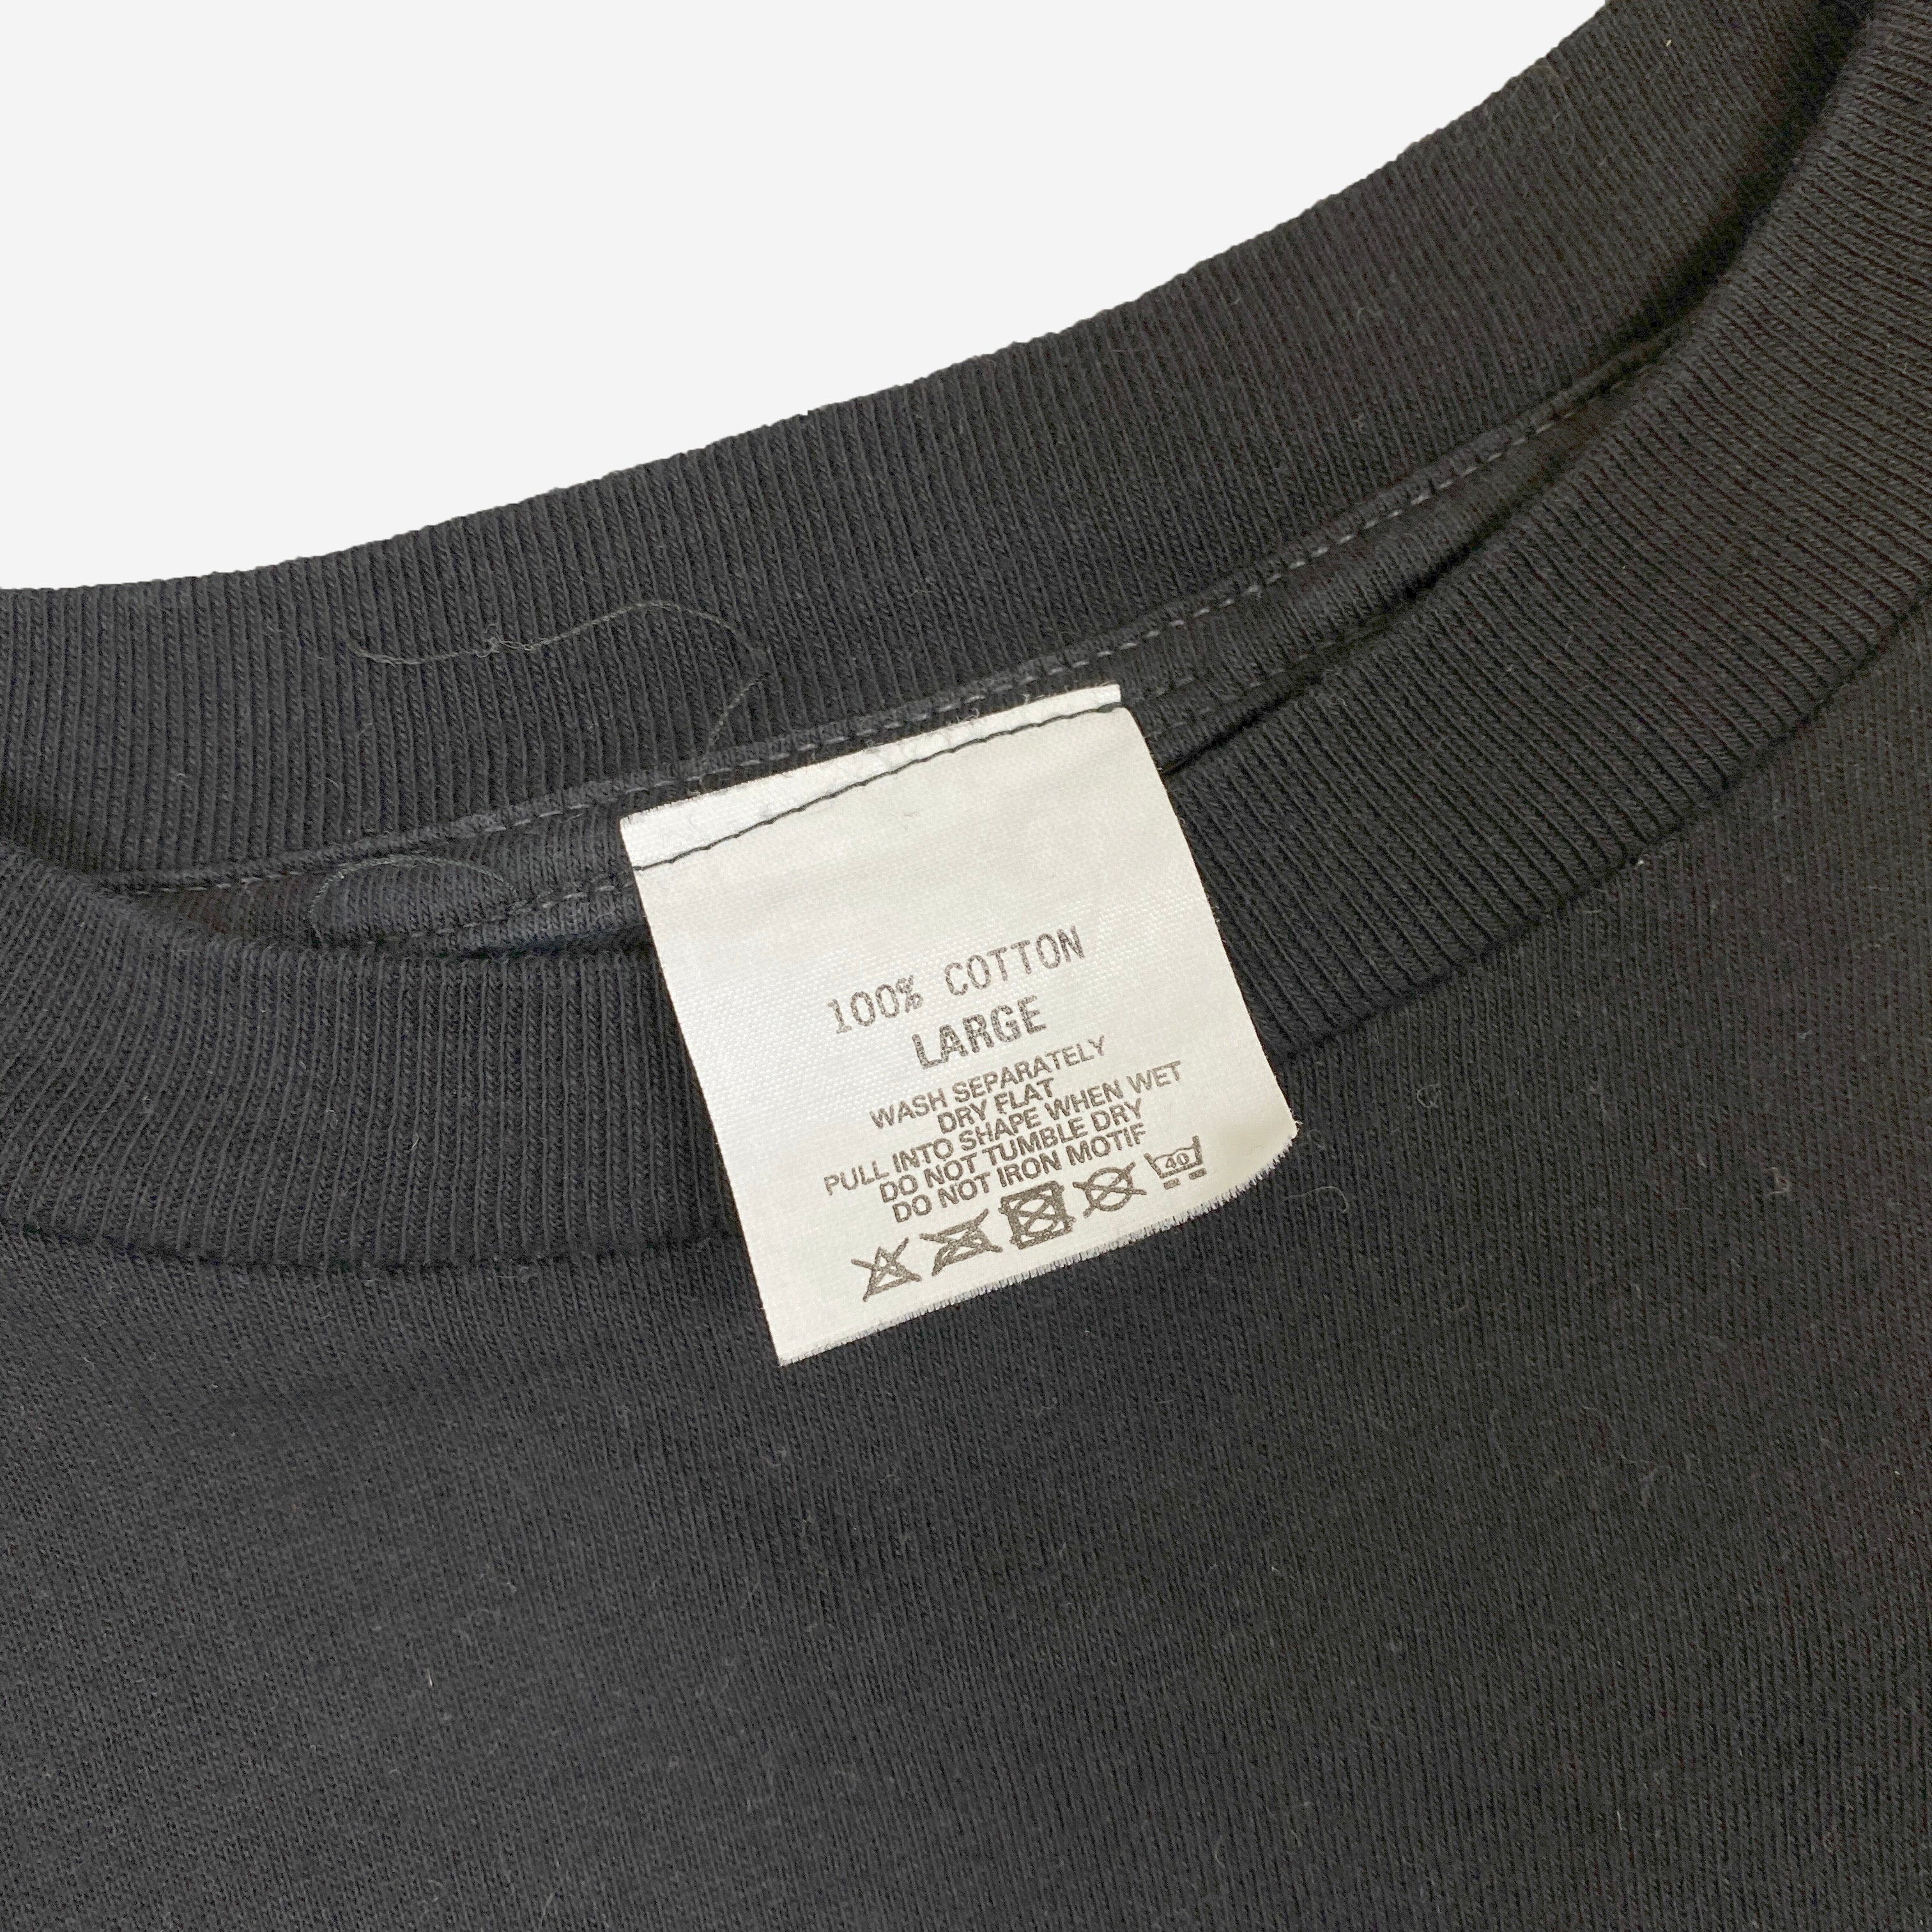 100% COTTON
LARGE
WASH SEPARATELY
DRY FLAT
PULL INTO SHAPE WHEN WET
DO NOT TUMBLE DRY
DO NOT IRON MOTIF
40